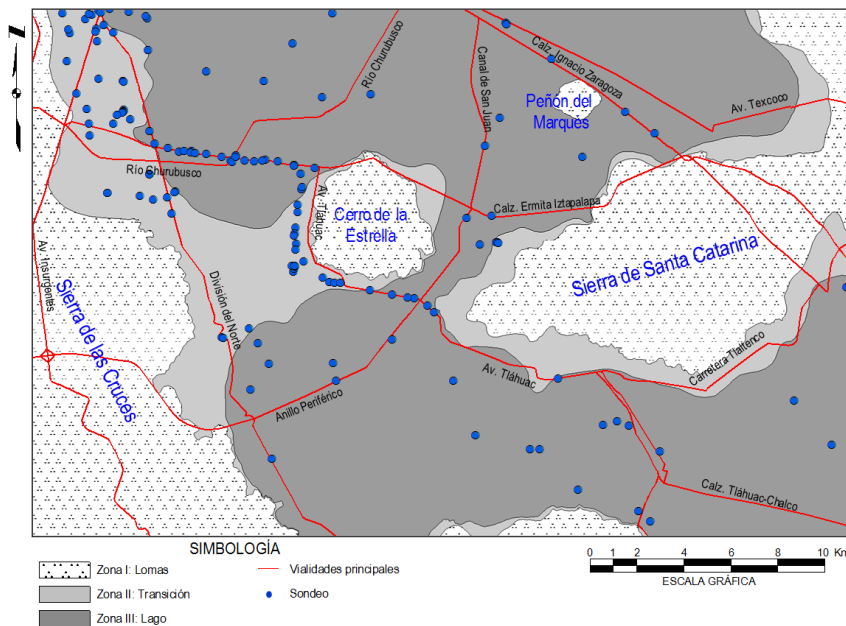 Río Churubusco
Canal de San Juan
Calz. Ignacio Zaragoza
Av. Texcoco
Peñón del
Marques
Río Churubusco
Av. Tláhuac
Calz. Ermita Iztapalapa
Cerro de la
Estrella
Sierra de Santa Catarina
Av. Insurgentes
Sierra de las Cruces
División del Norte
Anillo Periférico
Av. Tláhuac
Carretera Tlaltenco
Calz. Tláhuac-Chalco
SIMBOLOGÍA
Zona I: Lomas
Zona II: Transición
Zona III: Lago
Vialidades principales
Sondeo
0 1 2 4 6 8 10 Km
ESCALA GRÁFICA